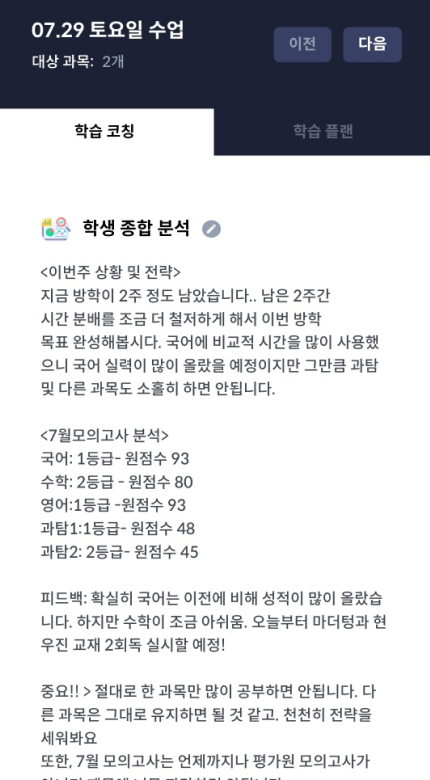 07.29 토요일 수업
대상 과목: 2개
이전
다음
학습 코칭
학습 플랜
학생 종합 분석
<이번주 상황 및 전략>
지금 방학이 2주 정도 남았습니다.. 남은 2주간
시간 분배를 조금 더 철저하게 해서 이번 방학
목표 완성해봅시다. 국어에 비교적 시간을 많이 사용했
으니 국어 실력이 많이 올랐을 예정이지만 그만큼 과탐
및 다른 과목도 소홀히 하면 안됩니다.
<7월모의고사 분석>
국어: 1등급- 원점수 93
수학: 2등급 - 원점수 80
영어:1등급 -원점수 93
과탐1:1등급- 원점수 48
과탐2: 2등급- 원점수 45
피드백: 확실히 국어는 이전에 비해 성적이 많이 올랐습
니다. 하지만 수학이 조금 아쉬움. 오늘부터 마더텅과 현
우진 교재 2회독 실시할 예정!
중요!! > 절대로 한 과목만 많이 공부하면 안됩니다. 다
른 과목은 그대로 유지하면 될 것 같고. 천천히 전략을
세워봐요
또한, 7월 모의고사는 언제까지나 평가원 모의고사가